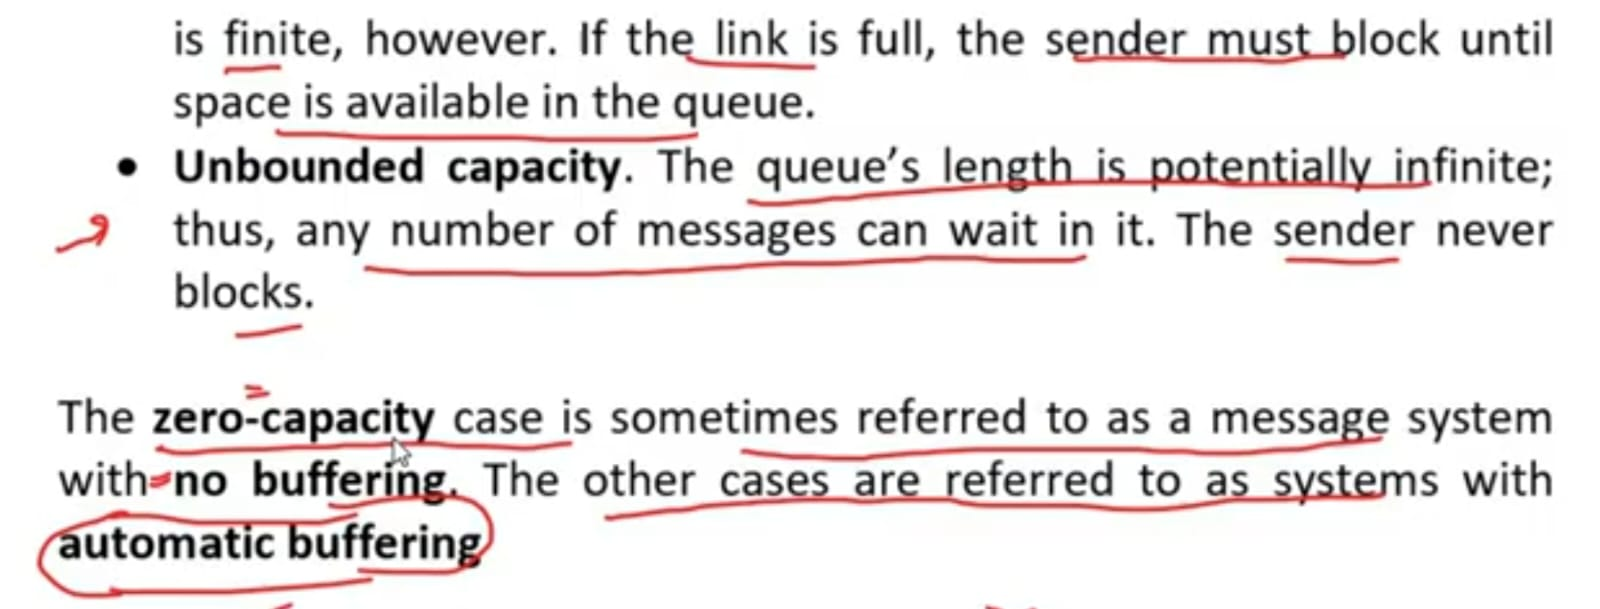 is finite, however. If the link is full, the sender must block until
space is available in the queue.
• Unbounded capacity. The queue's length is potentially infinite;
thus, any number of messages can wait in it. The sender never
blocks.
The zero-capacity case is sometimes referred to as a message system
with no buffering. The other cases are referred to as systems with
automatic buffering